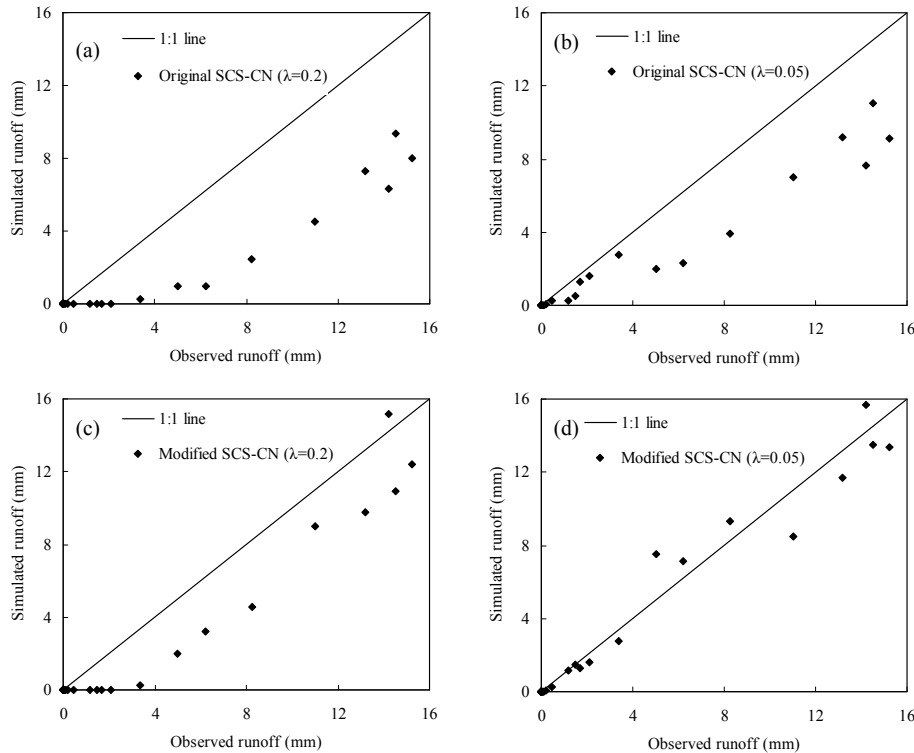 (a)
1:1 line
Original SCS-CN (λ=0.2)
Simulated runoff (mm)
16
12
8
4
0
0 4 8 12 16
Observed runoff (mm)
(b)
1:1 line
Original SCS-CN (λ=0.05)
Simulated runoff (mm)
16
12
8
4
0
0 4 8 12 16
Observed runoff (mm)
(c)
1:1 line
Modified SCS-CN (λ=0.2)
Simulated runoff (mm)
16
12
8
4
0
0 4 8 12 16
Observed runoff (mm)
(d)
1:1 line
Modified SCS-CN (λ=0.05)
Simulated runoff (mm)
16
12
8
4
0
0 4 8 12 16
Observed runoff (mm)